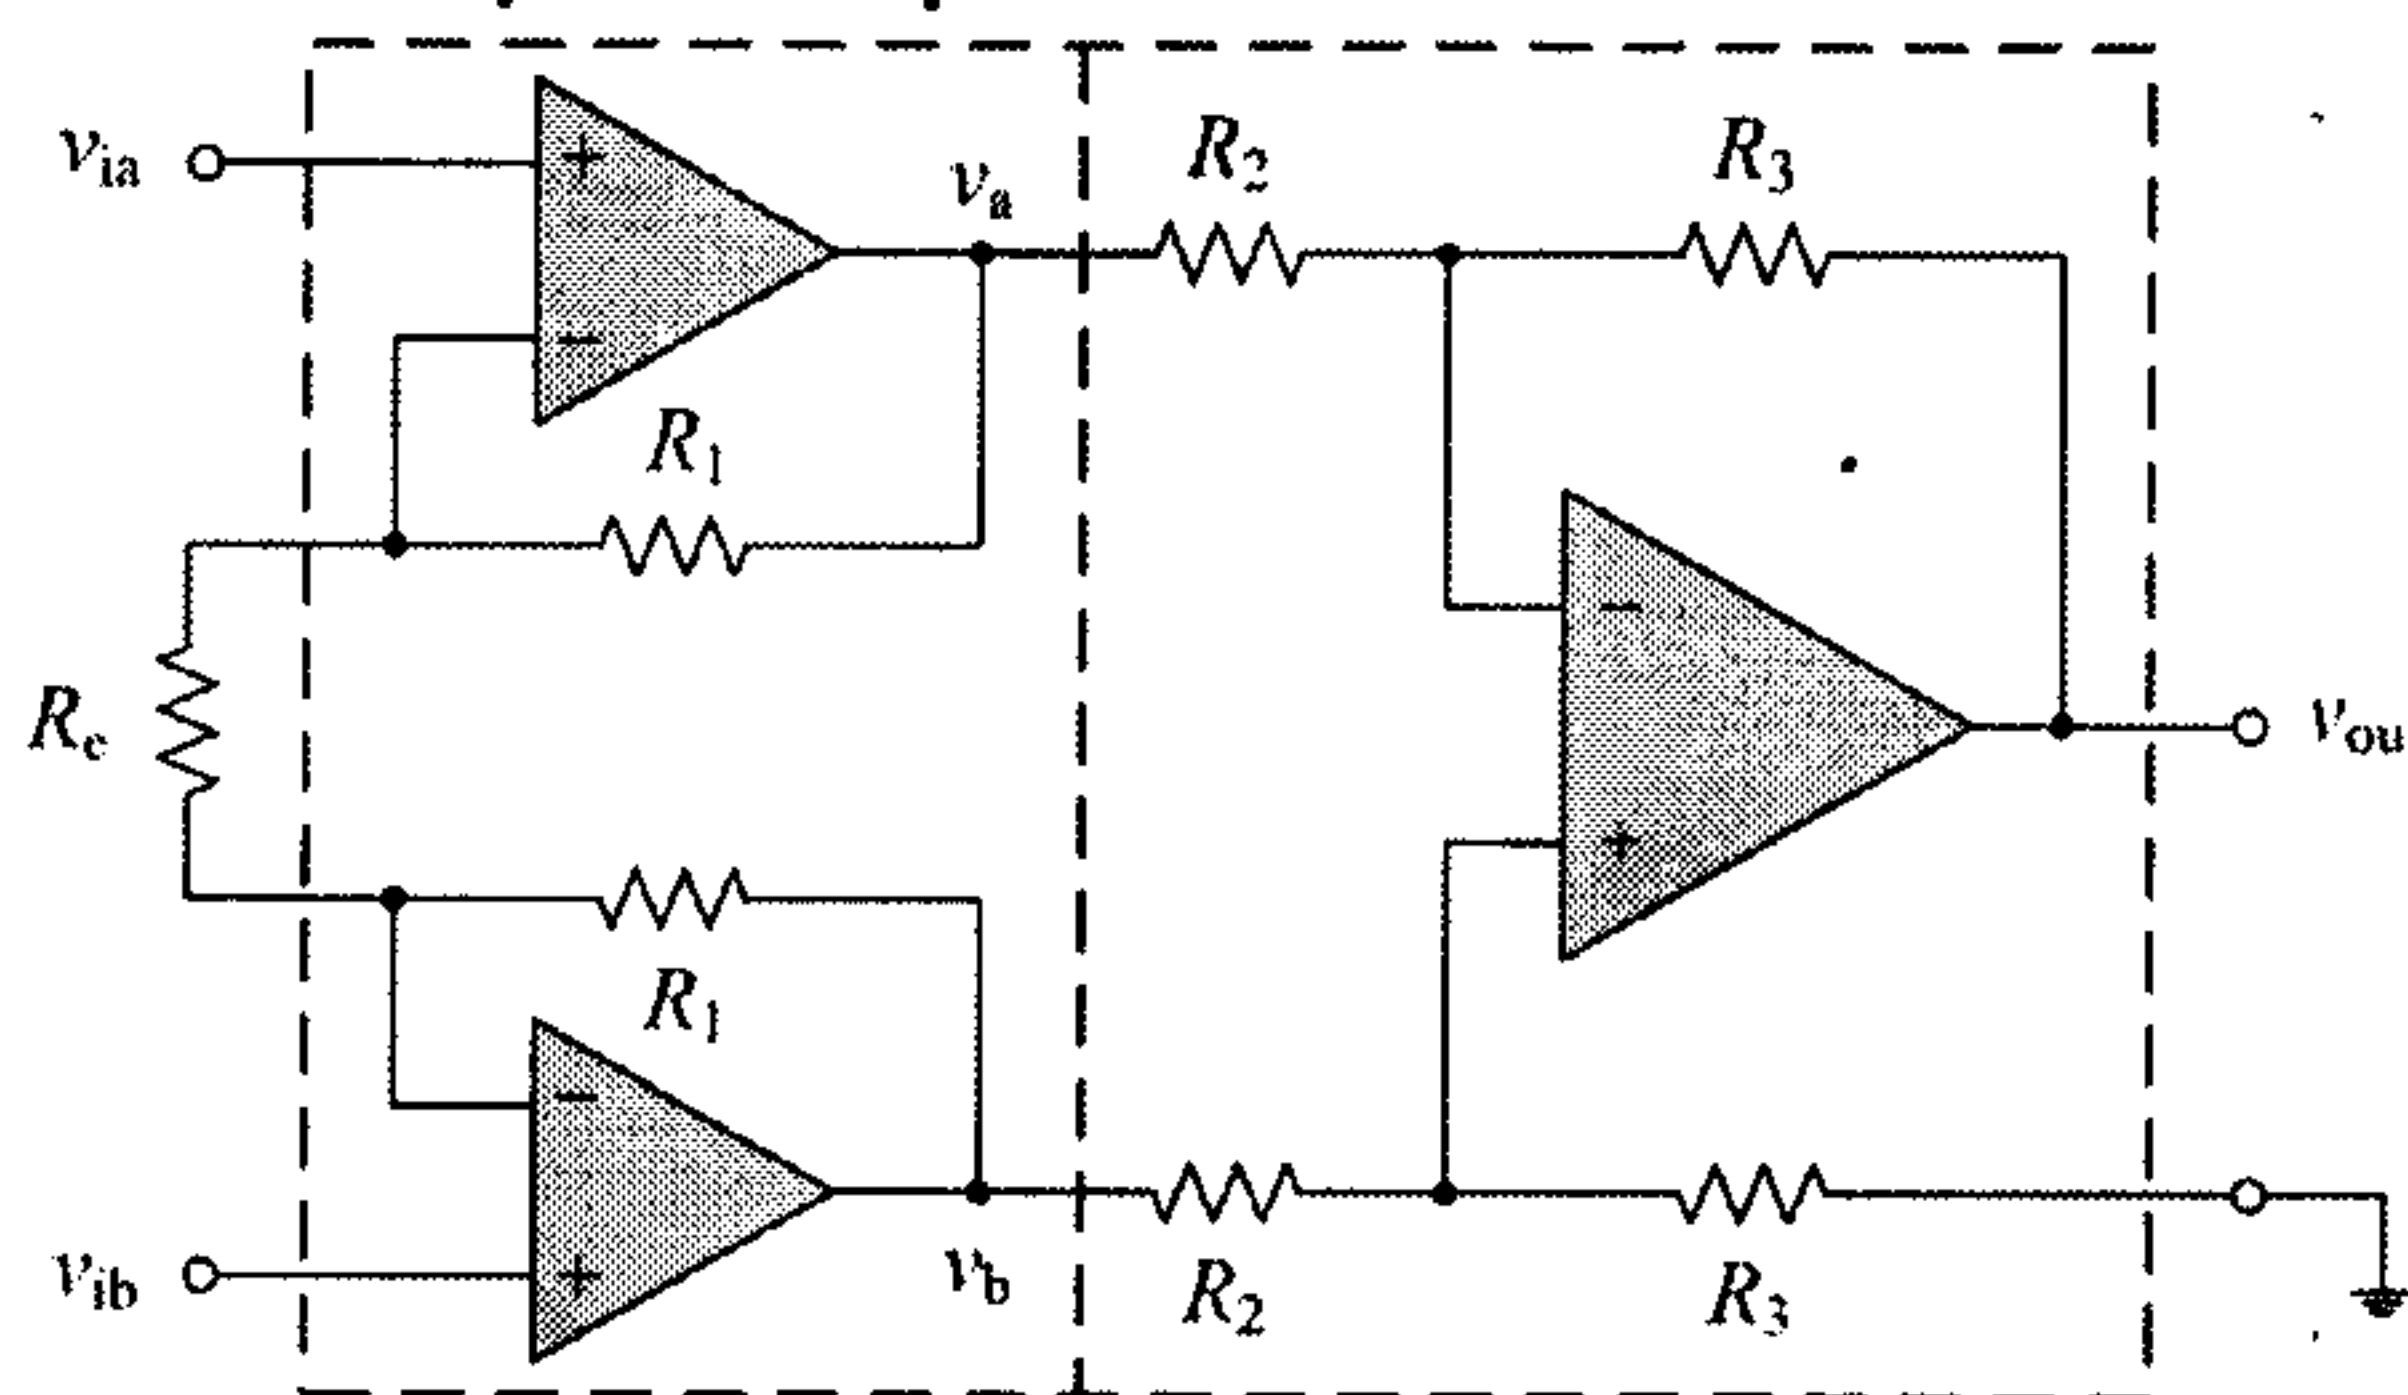 v_ia
+
−
v_a
R_2
R_3
R_1
R_c
−
+
v_ou
R_1
−
+
v_ib
v_b
R_2
R_3